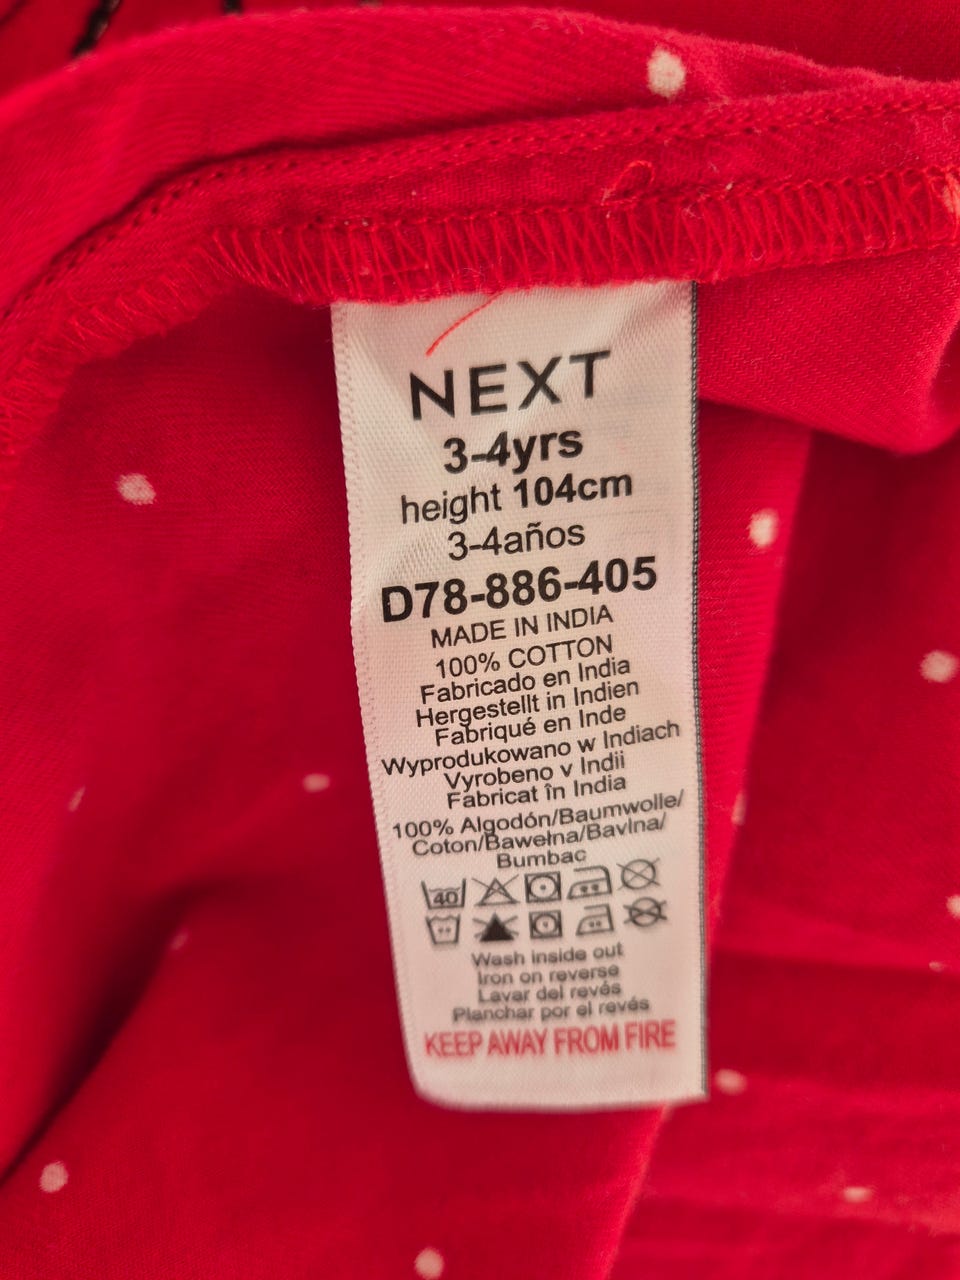 NEXT
3-4yrs
height 104cm
3-4años
D78-886-405
MADE IN INDIA
100% COTTON
Fabricado en India
Hergestellt in Indien
Fabriqué en Inde
Wyprodukowano w Indiach
Vyrobeno v Indii
Fabricat în India
100% Algodón/Baumwolle/
Coton/Bawełna/Bavlna/
Bumbac
40
Wash inside out
Iron on reverse
Lavar del revés
Planchar por el revés
KEEP AWAY FROM FIRE